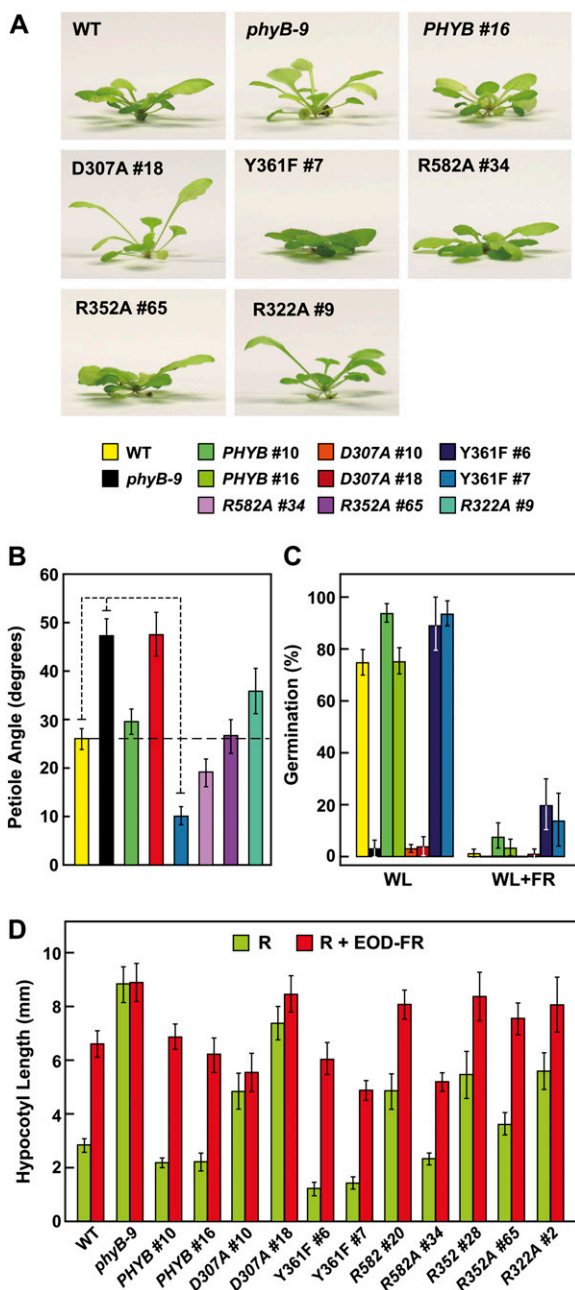 A
WT
phyB-9
PHYB #16
D307A #18
Y361F #7
R582A #34
R352A #65
R322A #9
WT
PHYB #10
D307A #10
Y361F #6
phyB-9
PHYB #16
D307A #18
Y361F #7
R582A #34
R352A #65
R322A #9
B
60
50
40
30
20
10
0
Petiole Angle (degrees)
C
100
80
60
40
20
0
Germination (%)
WL
WL+FR
D
R
R + EOD-FR
10
8
6
4
2
0
Hypocotyl Length (mm)
WT
phyB-9
PHYB #10
PHYB #16
D307A #10
D307A #18
Y361F #6
Y361F #7
R582 #20
R582A #34
R352 #28
R352A #65
R322A #2